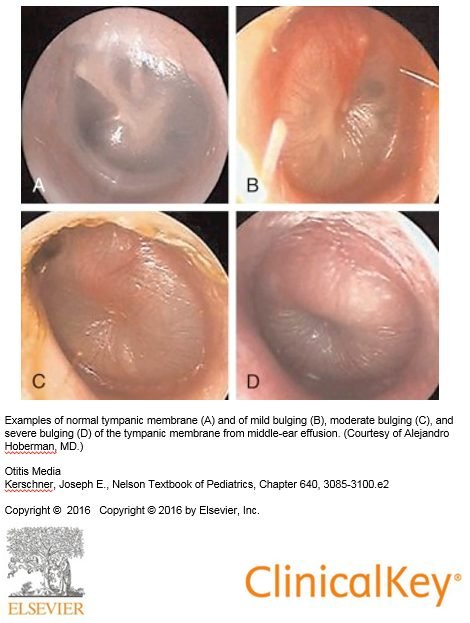 A
B
C
D
Examples of normal tympanic membrane (A) and of mild bulging (B), moderate bulging (C), and
severe bulging (D) of the tympanic membrane from middle-ear effusion. (Courtesy of Alejandro
Hoberman, MD.)
Otitis Media
Kerschner, Joseph E., Nelson Textbook of Pediatrics, Chapter 640, 3085-3100.e2
Copyright © 2016   Copyright © 2016 by Elsevier, Inc.
ELSEVIER
ClinicalKey®